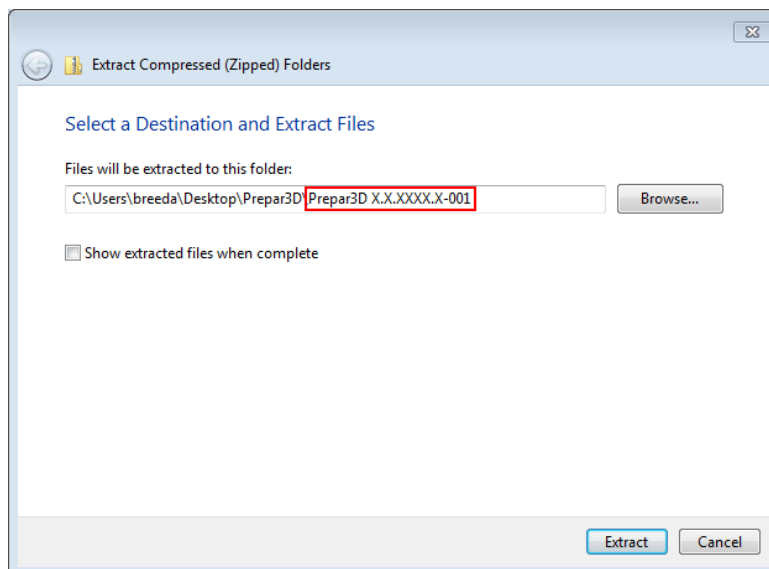 Extract Compressed (Zipped) Folders
Select a Destination and Extract Files
Files will be extracted to this folder:
C:\Users\breeda\Desktop\Prepar3D\Prepar3D X.X.XXXX.X-001
Browse...
Show extracted files when complete
Extract
Cancel